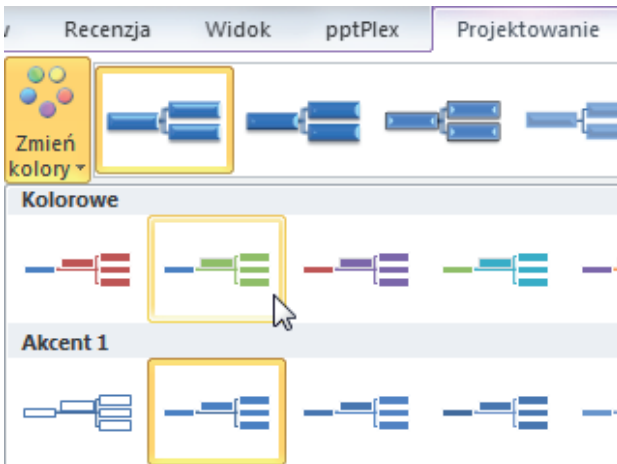 Recenzja Widok pptPlex Projektowanie
Zmień
kolory
Kolorowe
Akcent 1